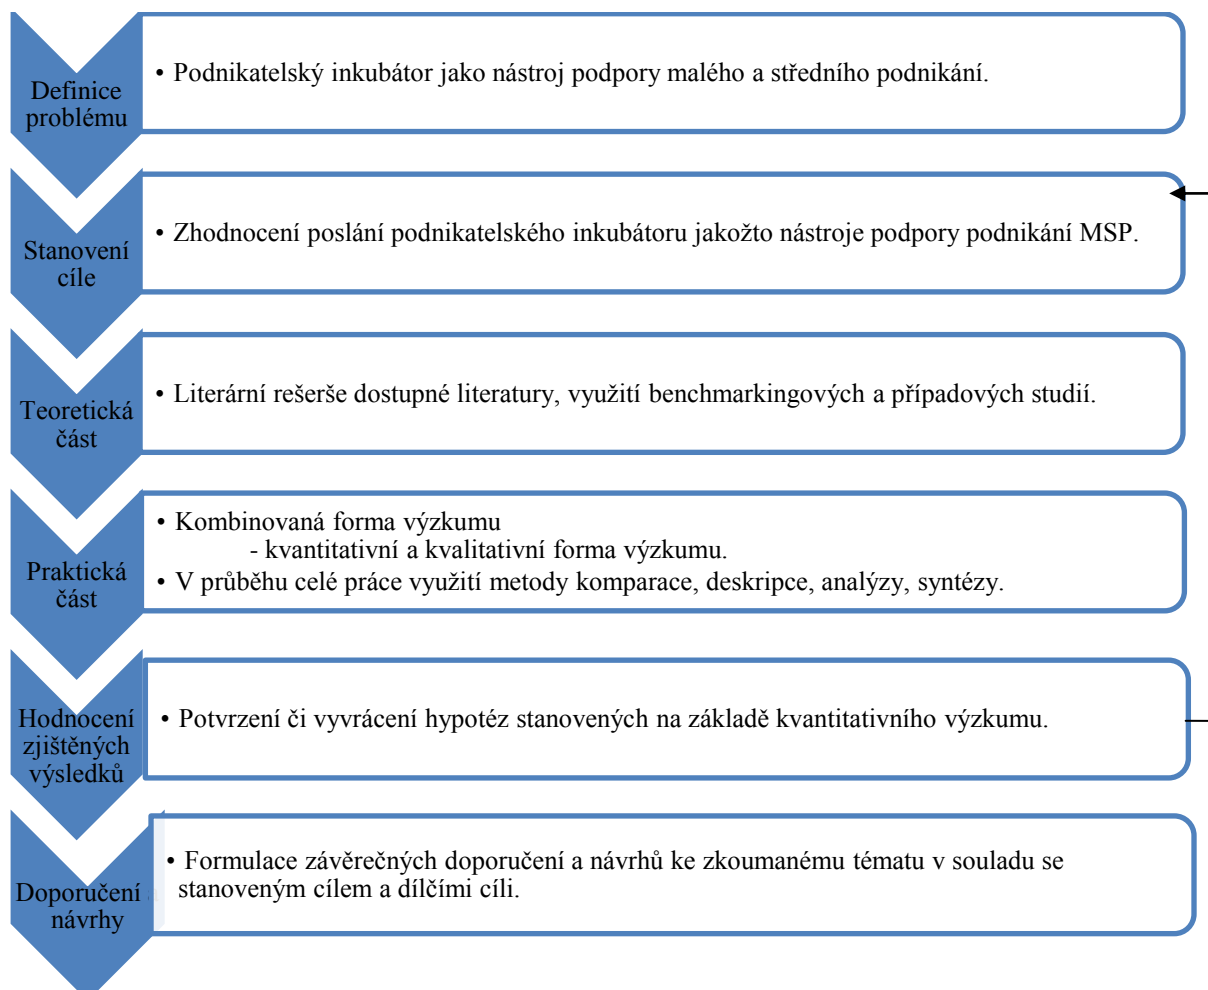 Definice
problému
• Podnikatelský inkubátor jako nástroj podpory malého a středního podnikání.
Stanovení
cíle
• Zhodnocení poslání podnikatelského inkubátoru jakožto nástroje podpory podnikání MSP.
Teoretická
část
• Literární rešerše dostupné literatury, využití benchmarkingových a případových studií.
Praktická
část
• Kombinovaná forma výzkumu
- kvantitativní a kvalitativní forma výzkumu.
• V průběhu celé práce využití metody komparace, deskripce, analýzy, syntézy.
Hodnocení
zjištěných
výsledků
• Potvrzení či vyvrácení hypotéz stanovených na základě kvantitativního výzkumu.
Doporučení a
návrhy
• Formulace závěrečných doporučení a návrhů ke zkoumanému tématu v souladu se
stanoveným cílem a dílčími cíli.